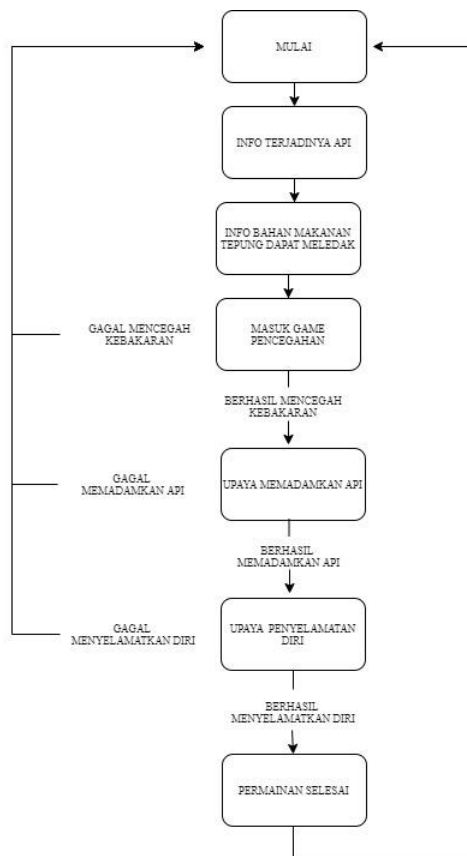 MULAI
INFO TERJADINYA API
INFO BAHAN MAKANAN
TEPUNG DAPAT MELEDAK
GAGAL MENCEGAH
KEBAKARAN
MASUK GAME
PENCEGAHAN
BERHASIL MENCEGAH
KEBAKARAN
GAGAL
MEMADAMKAN API
UPAYA MEMADAMKAN API
BERHASIL
MEMADAMKAN API
GAGAL
MENYELAMATKAN DIRI
UPAYA PENYELAMATAN
DIRI
BERHASIL
MENYELAMATKAN DIRI
PERMAINAN SELESAI